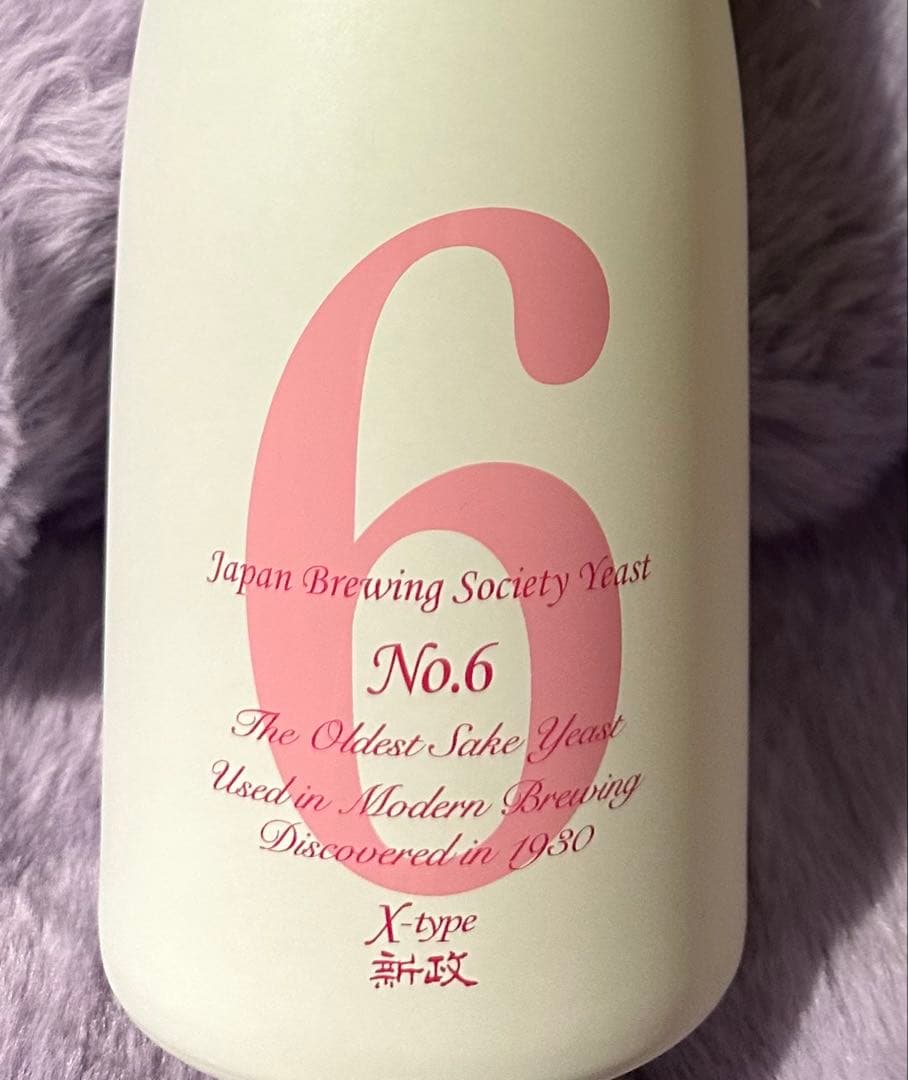 6
Japan Brewing Society Yeast
No.6
The Oldest Sake Yeast
Used in Modern Brewing
Discovered in 1930
X-type
新政